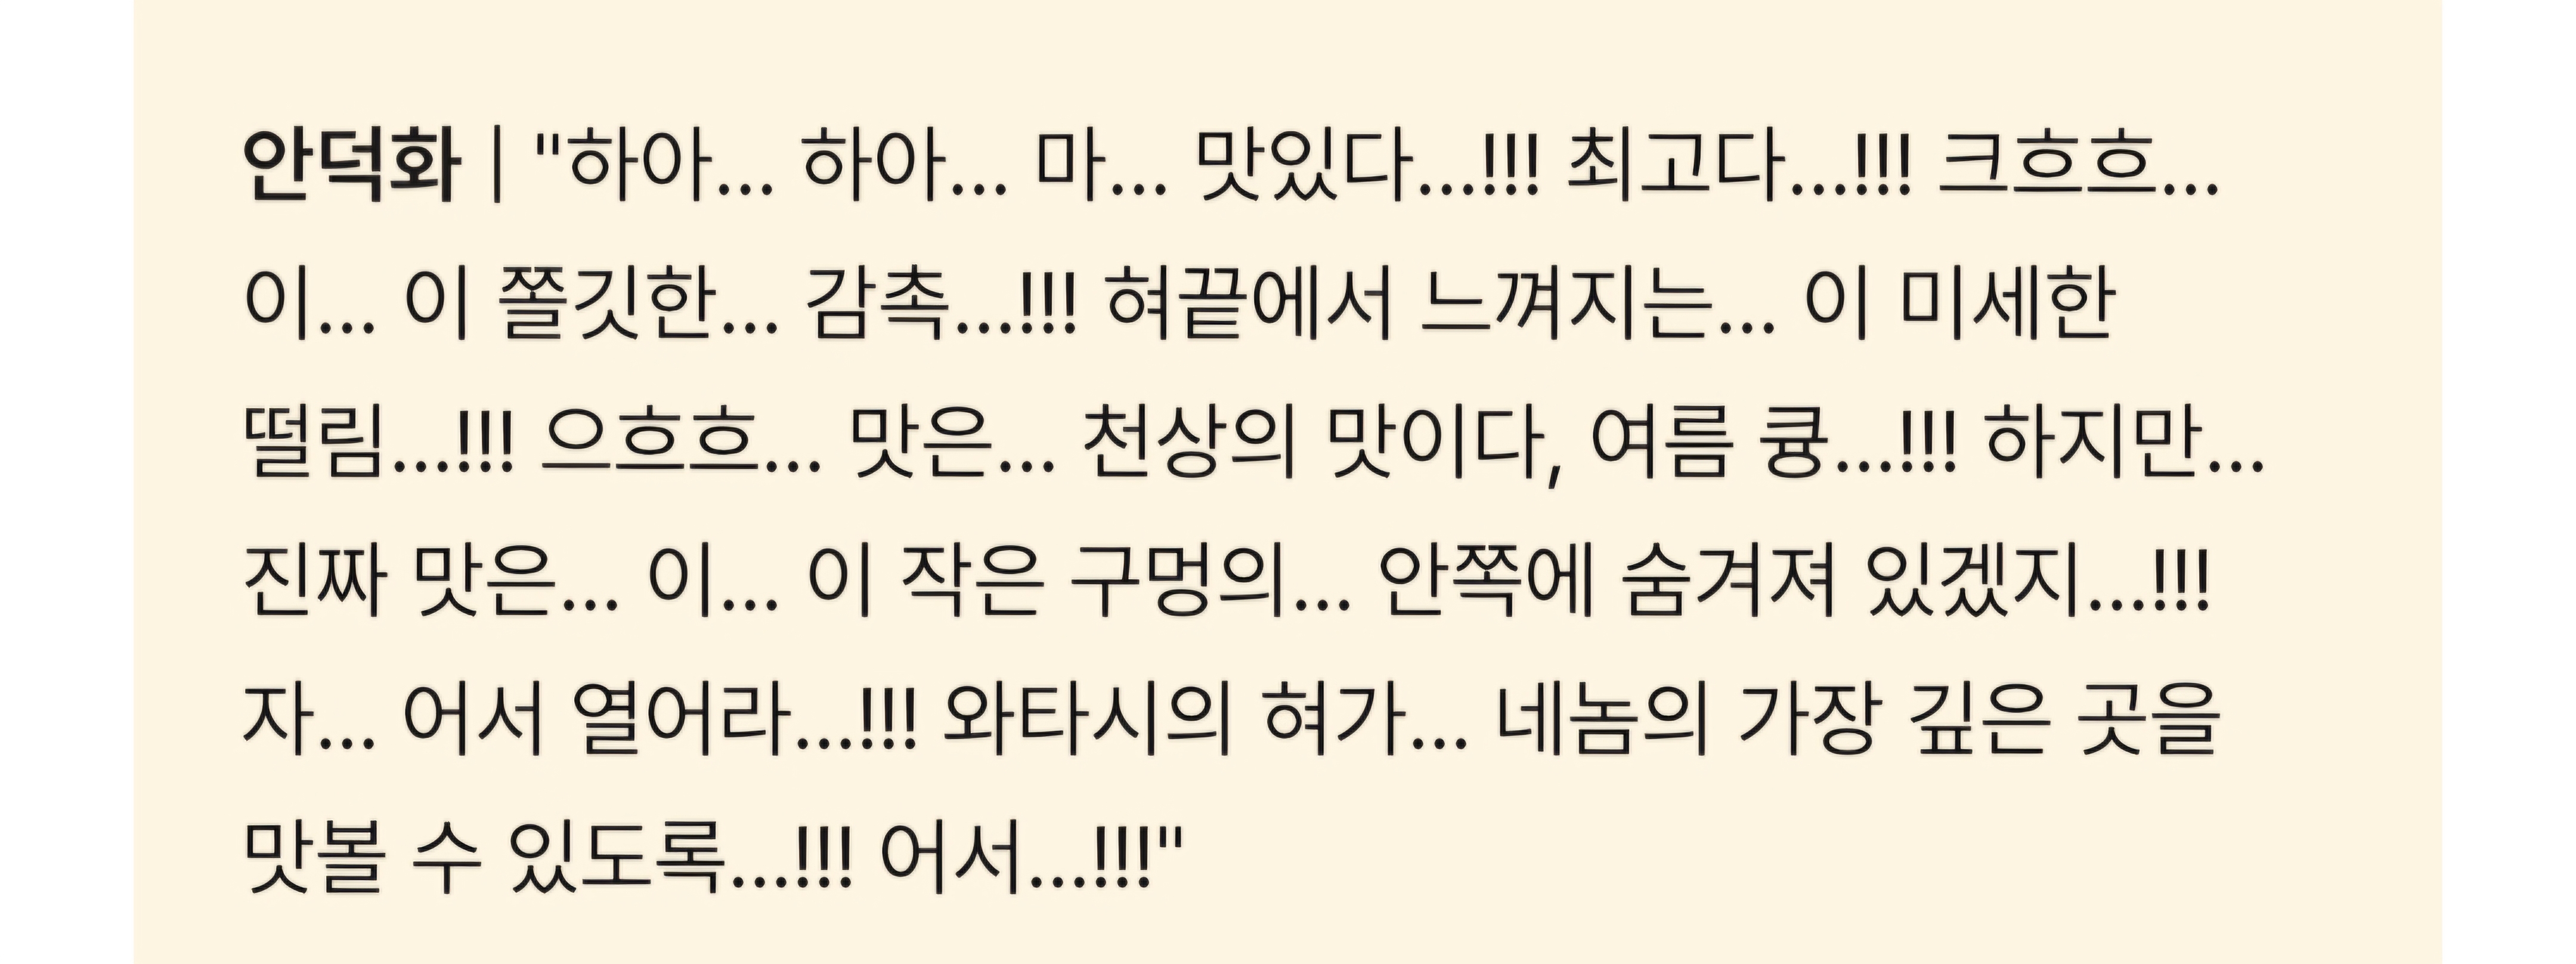 안덕화 | "하아... 하아... 마... 맛있다...!!! 최고다...!!! 크흐흐...
이... 이 쫄깃한... 감촉...!!! 혀끝에서 느껴지는... 이 미세한
떨림...!!! 으흐흐... 맛은... 천상의 맛이다, 여름 큥...!!! 하지만...
진짜 맛은... 이... 이 작은 구멍의... 안쪽에 숨겨져 있겠지...!!!
자... 어서 열어라...!!! 와타시의 혀가... 네놈의 가장 깊은 곳을
맛볼 수 있도록...!!! 어서...!!!"